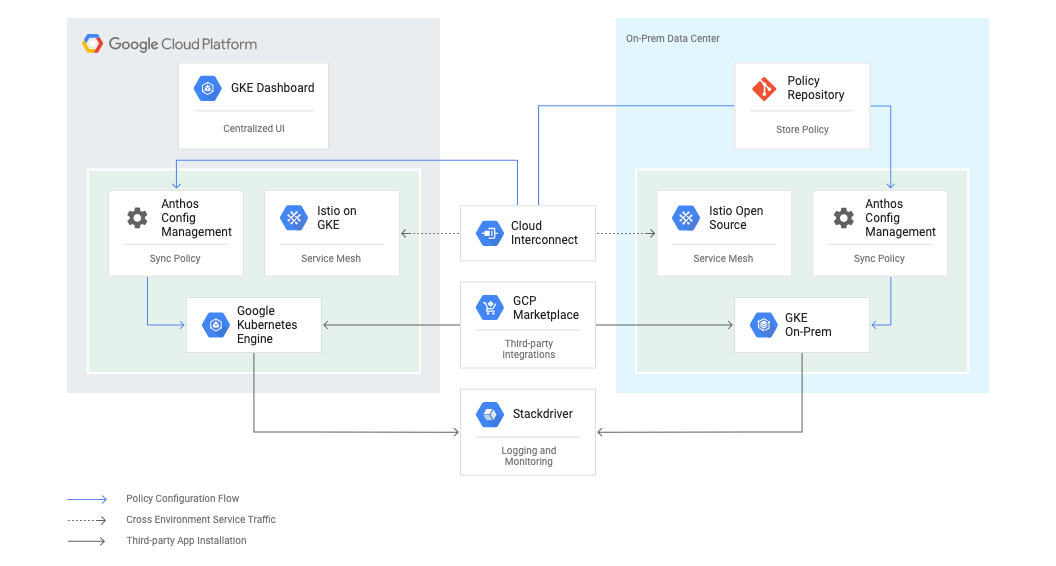 Google Cloud Platform
On-Prem Data Center
GKE Dashboard
Centralized UI
Policy
Repository
Store Policy
Anthos
Config
Management
Sync Policy
Istio on
GKE
Service Mesh
Cloud
Interconnect
Istio Open
Source
Service Mesh
Anthos
Config
Management
Sync Policy
Google
Kubernetes
Engine
GCP
Marketplace
Third-party
Integrations
GKE
On-Prem
Stackdriver
Logging and
Monitoring
Policy Configuration Flow
Cross Environment Service Traffic
Third-party App Installation